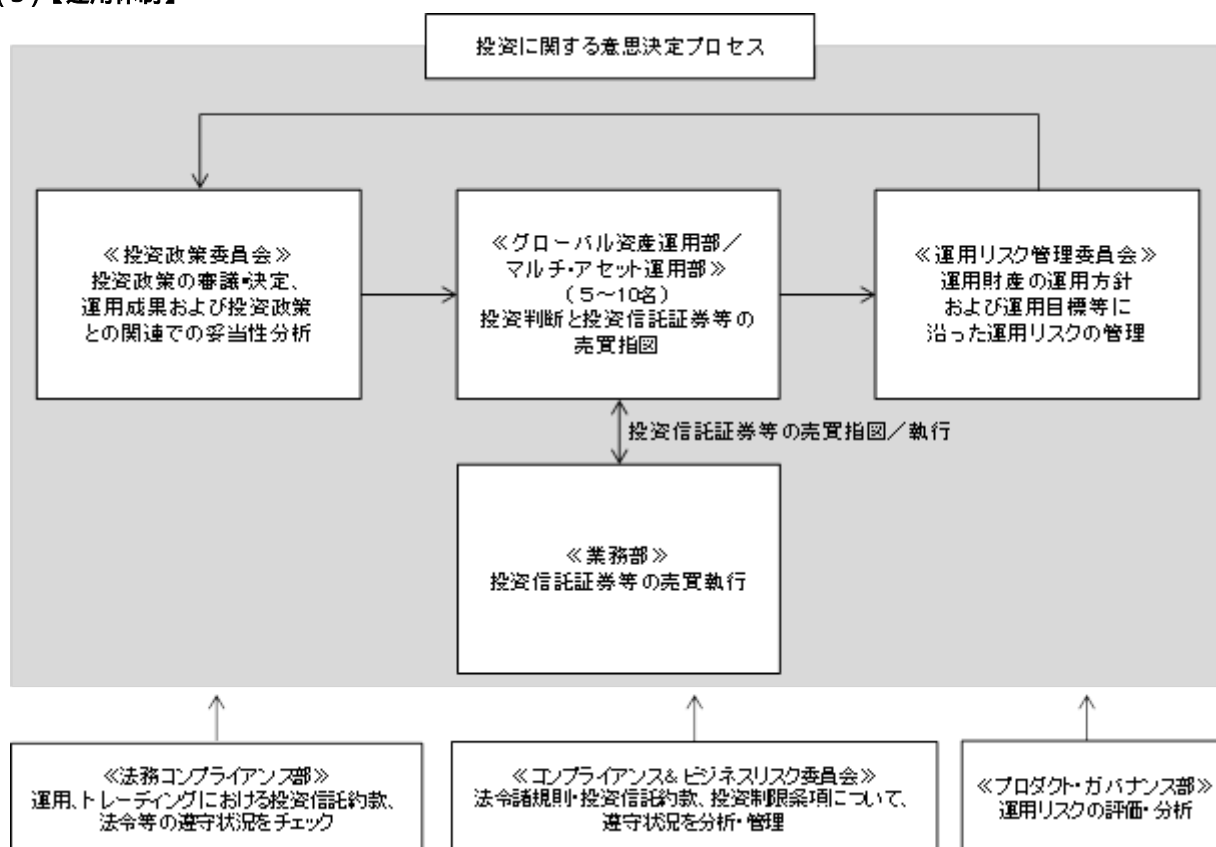 投資に関する意思決定プロセス
≪投資政策委員会≫
投資政策の審議・決定、
運用成果および投資政策
との関連での妥当性分析
≪グローバル資産運用部／
マルチ・アセット運用部≫
（5～10名）
投資判断と投資信託証券等の
売買指図
≪運用リスク管理委員会≫
運用財産の運用方針
および運用目標等に
沿った運用リスクの管理
投資信託証券等の売買指図／執行
≪業務部≫
投資信託証券等の売買執行
≪法務コンプライアンス部≫
運用、トレーディングにおける投資信託約款、
法令等の遵守状況をチェック
≪コンプライアンス&ビジネスリスク委員会≫
法令諸規則・投資信託約款、投資制限条項について、
遵守状況を分析・管理
≪プロダクト・ガバナンス部≫
運用リスクの評価・分析